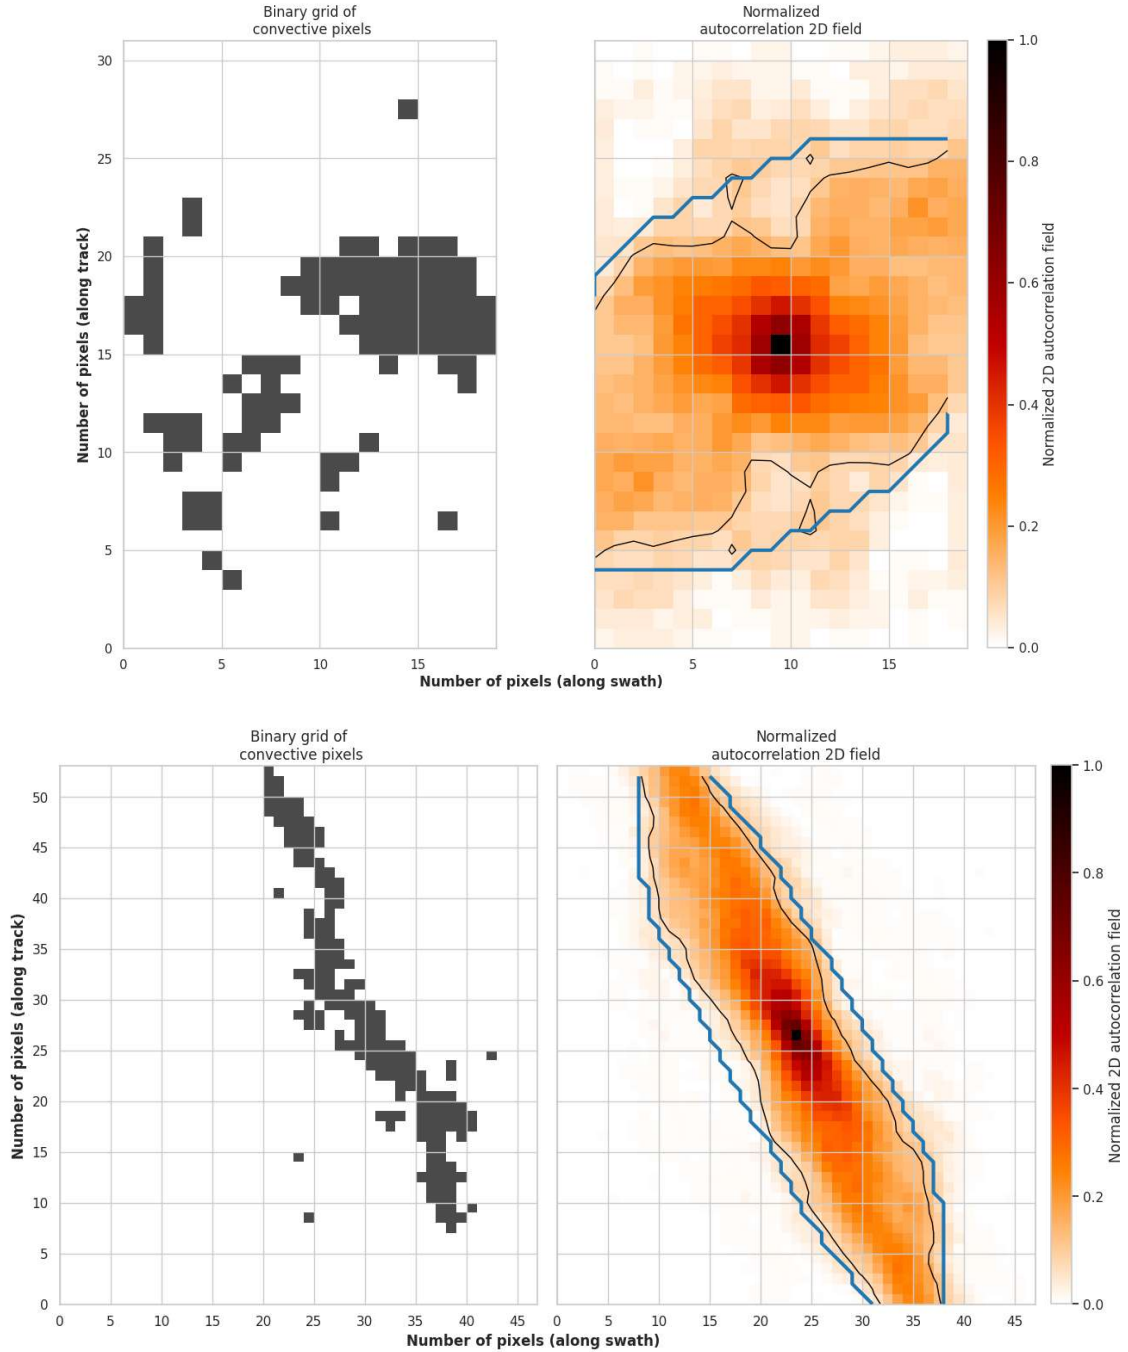 Binary grid of
convective pixels
Normalized
autocorrelation 2D field
30
25
20
15
10
5
0
0 5 10 15
0 5 10 15
Number of pixels (along track)
Number of pixels (along swath)
1.0
0.8
0.6
0.4
0.2
0.0
Normalized 2D autocorrelation field
Binary grid of
convective pixels
Normalized
autocorrelation 2D field
50
45
40
35
30
25
20
15
10
5
0
0 5 10 15 20 25 30 35 40 45
0 5 10 15 20 25 30 35 40 45
Number of pixels (along track)
Number of pixels (along swath)
1.0
0.8
0.6
0.4
0.2
0.0
Normalized 2D autocorrelation field